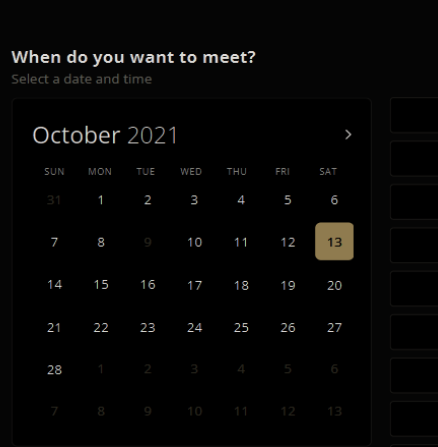 When do you want to meet?
Select a date and time
October 2021 >
SUN MON TUE WED THU FRI SAT
31 1 2 3 4 5 6
7 8 9 10 11 12 13
14 15 16 17 18 19 20
21 22 23 24 25 26 27
28 1 2 3 4 5 6
7 8 9 10 11 12 13